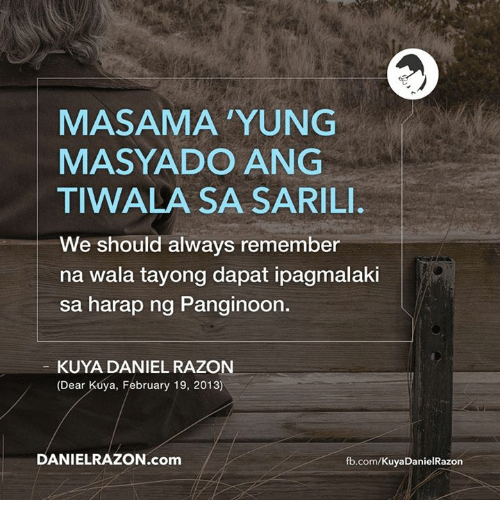 MASAMA 'YUNG
MASYADO ANG
TIWALA SA SARILI.
We should always remember
na wala tayong dapat ipagmalaki
sa harap ng Panginoon.
- KUYA DANIEL RAZON
(Dear Kuya, February 19, 2013)
DANIELRAZON.com
fb.com/KuyaDanielRazon